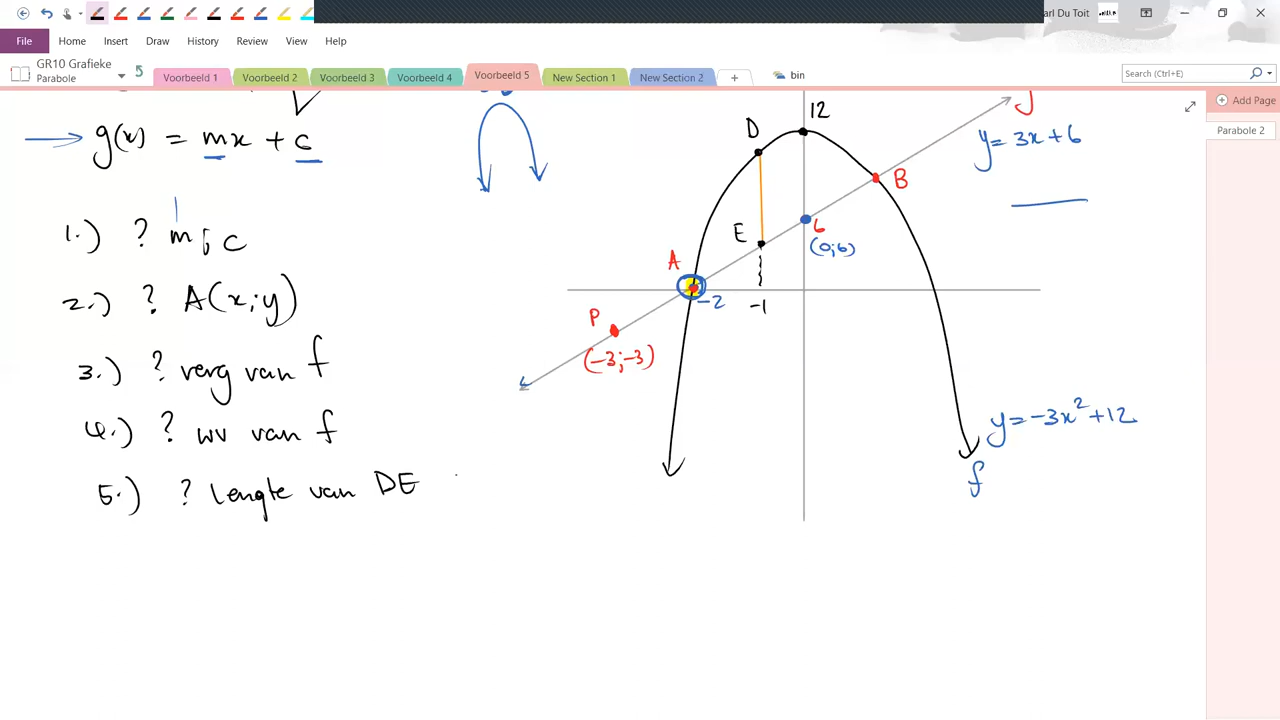 arl Du Toit
File Home Insert Draw History Review View Help
GR10 Grafieke
Parabole
Voorbeeld 1 Voorbeeld 2 Voorbeeld 3 Voorbeeld 4 Voorbeeld 5 New Section 1 New Section 2 + bin
Search (Ctrl+E)
Add Page
Parabole 2
g(x) = mx + c
1.) ? m; c
2.) ? A(x;y)
3.) ? verg van f
4.) ? wv van f
5.) ? lengte van DE
12
D
y = 3x + 6
B
E
6
(0;6)
A
-2
-1
P
(-3;-3)
y = -3x² + 12
f